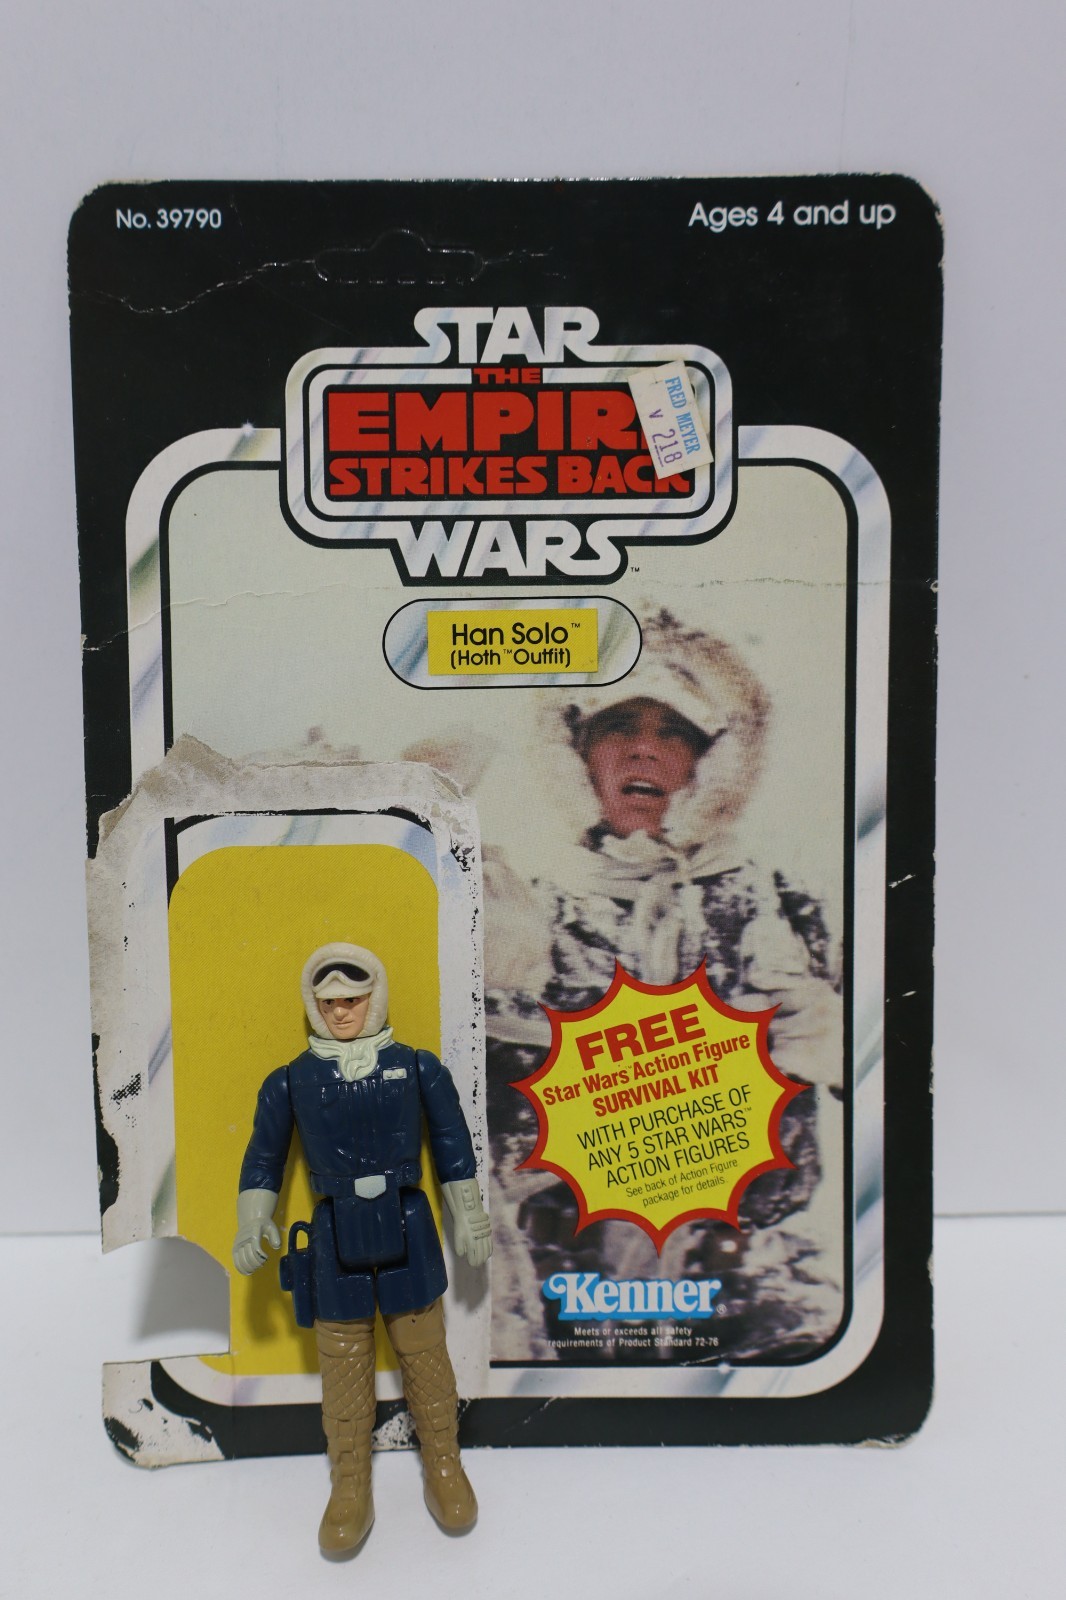 No. 39790
Ages 4 and up
STAR
THE
EMPIR
STRIKES BACK
WARS™
FRED MEYER
V 218
Han Solo™
(Hoth™ Outfit)
FREE
Star Wars™ Action Figure
SURVIVAL KIT
WITH PURCHASE OF
ANY 5 STAR WARS™
ACTION FIGURES
See back of Action Figure
package for details.
Kenner®
Meets or exceeds all safety
requirements of Product Standard 72-76